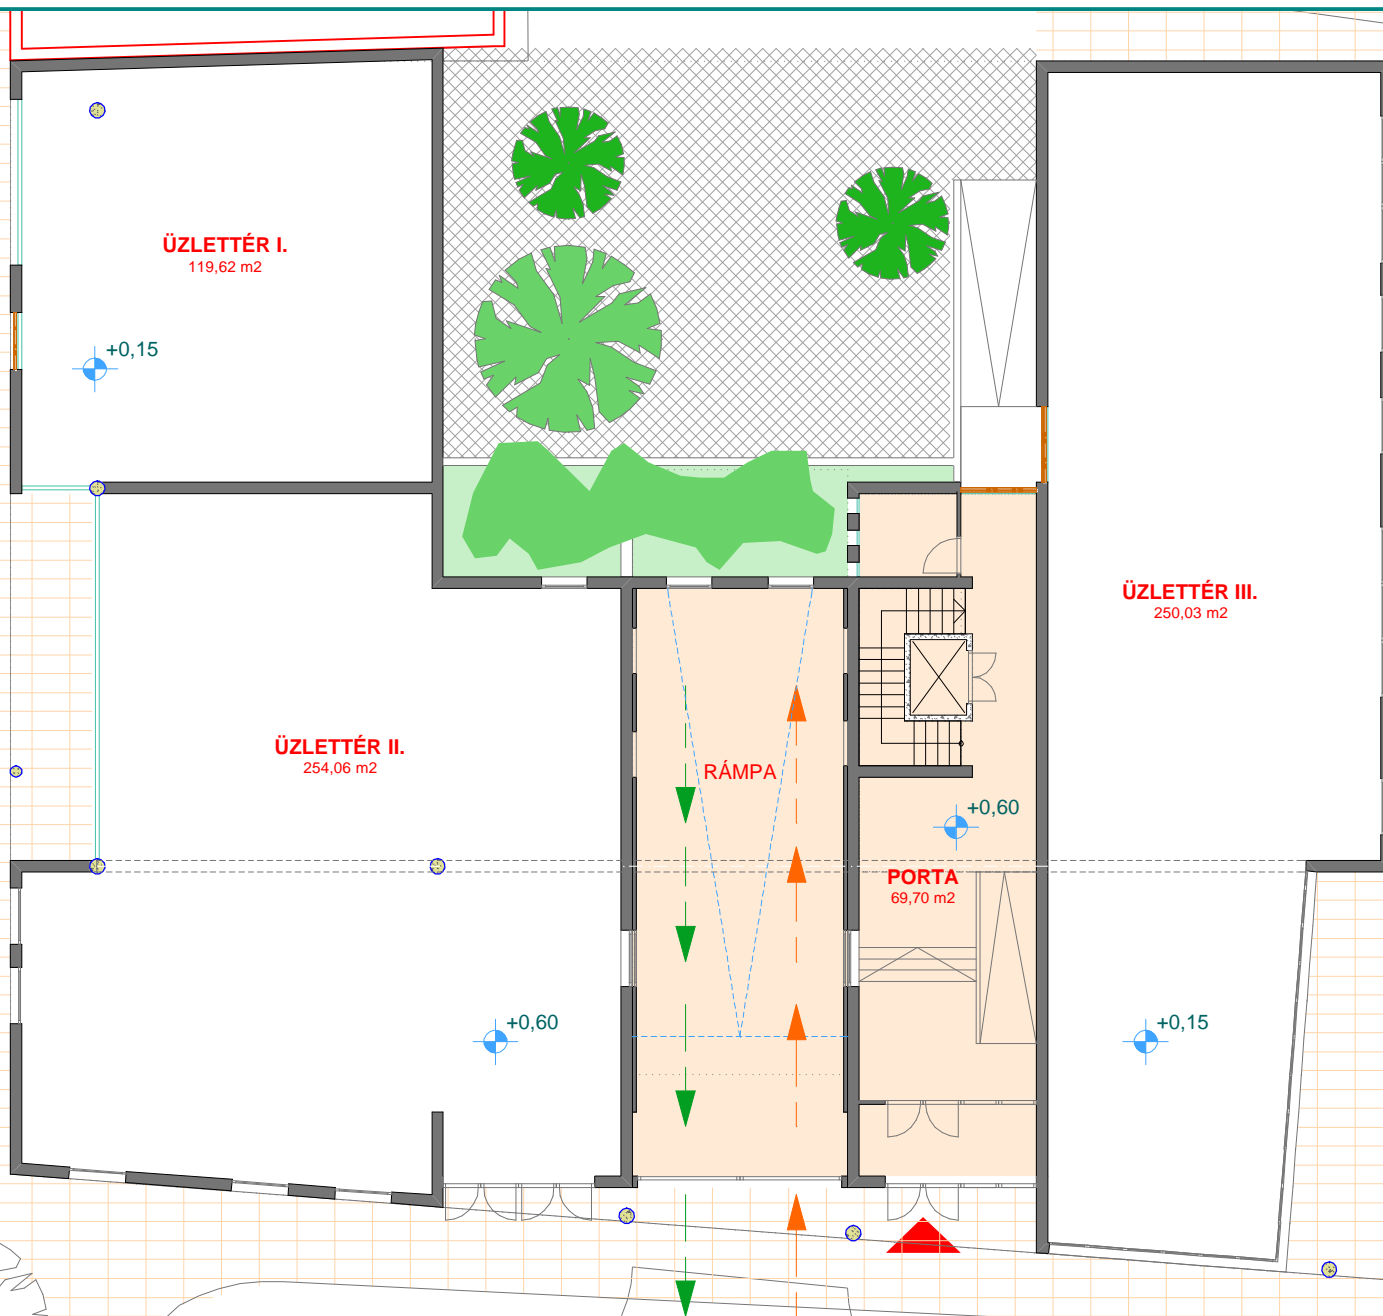 ÜZLETTÉR I.
119,62 m2
+0,15
ÜZLETTÉR III.
250,03 m2
ÜZLETTÉR II.
254,06 m2
RÁMPA
+0,60
PORTA
69,70 m2
+0,60
+0,15